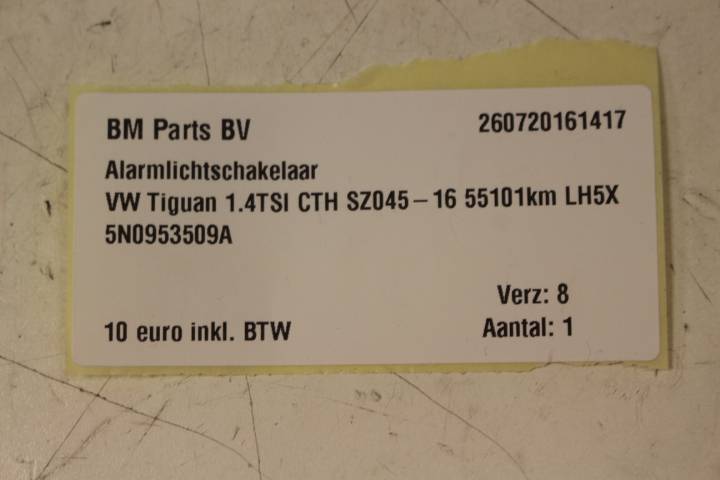 BM Parts BV 260720161417
Alarmlichtschakelaar
VW Tiguan 1.4TSI CTH SZ045-16 55101km LH5X
5N0953509A
Verz: 8
10 euro inkl. BTW Aantal: 1